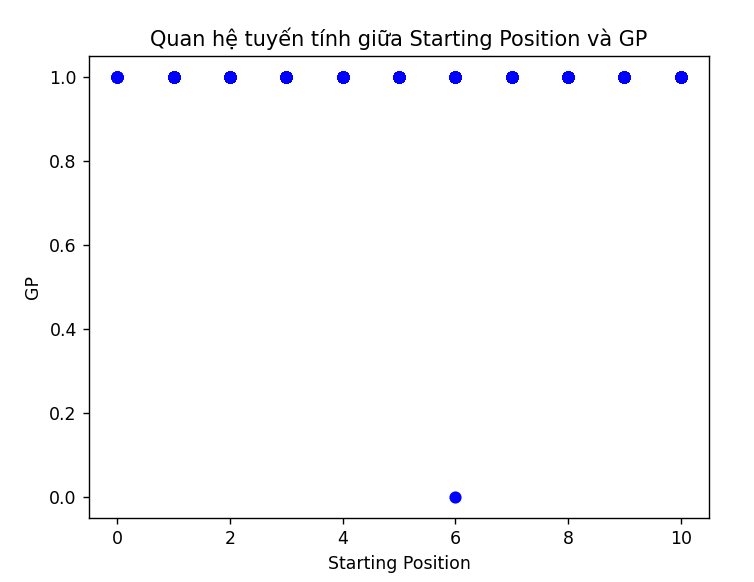 Quan hệ tuyến tính giữa Starting Position và GP
1.0
0.8
0.6
0.4
0.2
0.0
GP
0 2 4 6 8 10
Starting Position